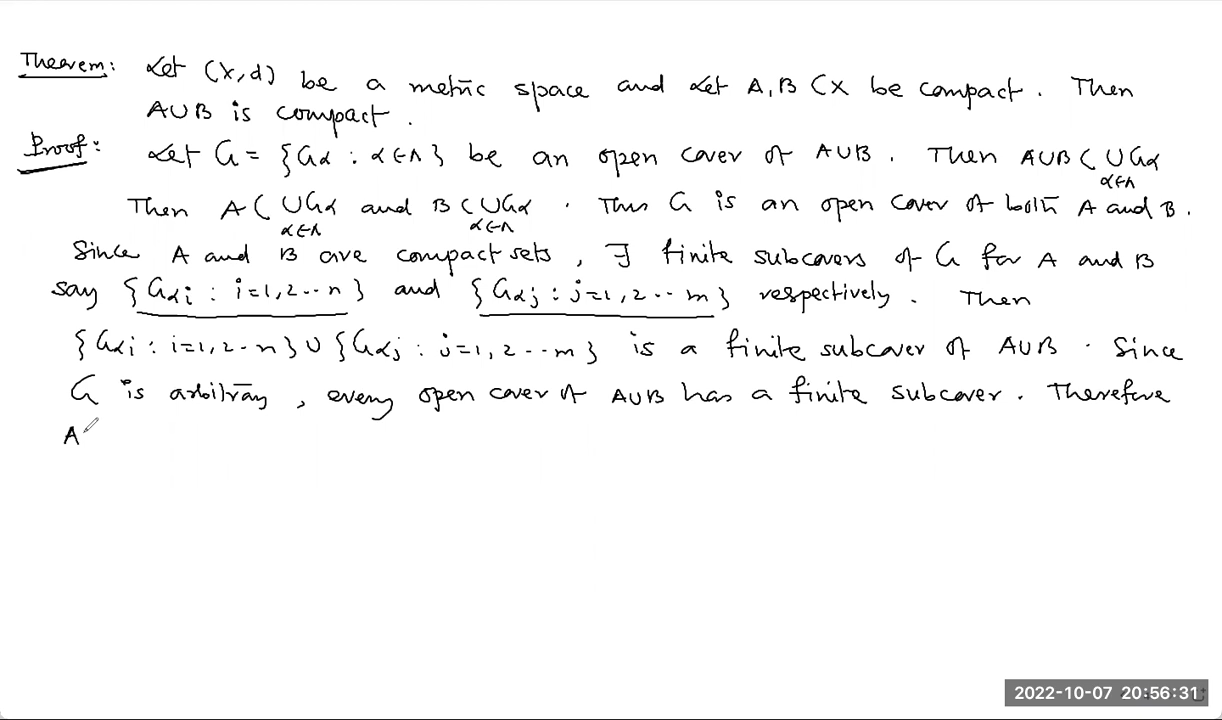 Theorem: Let (X,d) be a metric space and let A,B ⊂ X be compact. Then
A∪B is compact.
Proof: Let G = {Gα : α∈Λ} be an open cover of A∪B. Then A∪B ⊂ ∪Gα
α∈Λ
Then A ⊂ ∪Gα and B ⊂ ∪Gα. Thus G is an open cover of both A and B.
α∈Λ α∈Λ
Since A and B are compact sets, ∃ finite subcovers of G for A and B
say {Gαi : i=1,2..n} and {Gαj : j=1,2..m} respectively. Then
{Gαi : i=1,2..n} ∪ {Gαj : j=1,2...m} is a finite subcover of A∪B. Since
G is arbitrary, every open cover of A∪B has a finite subcover. Therefore
A
2022-10-07 20:56:31